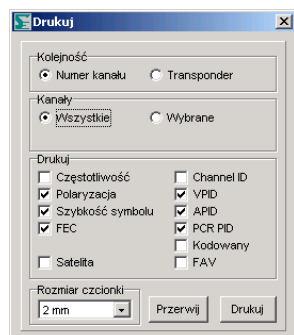 Drukuj
Kolejność
Numer kanału Transponder
Kanały
Wszystkie Wybrane
Drukuj
Częstotliwość Channel ID
Polaryzacja VPID
Szybkość symbolu APID
FEC PCR PID
Kodowany
Satelita FAV
Rozmiar czcionki
2 mm Przerwij Drukuj